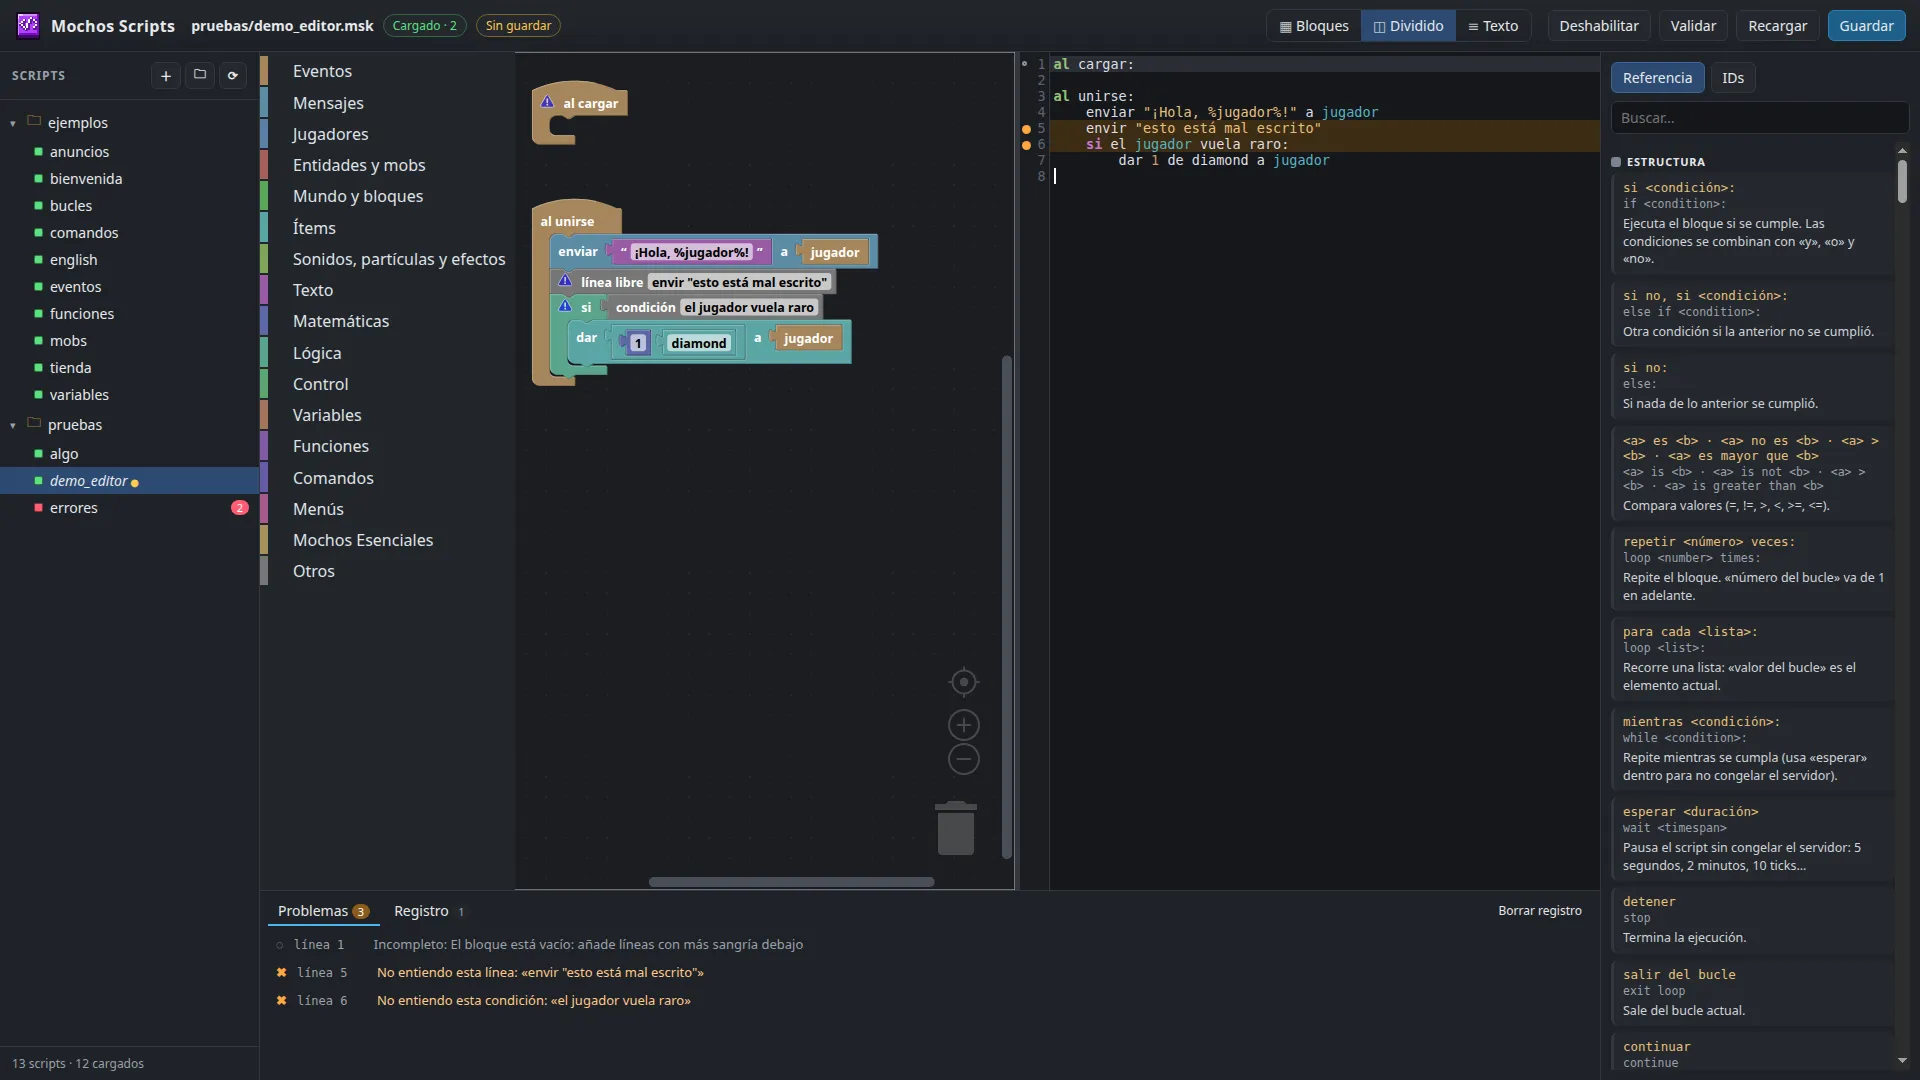 Mochos Scripts
pruebas/demo_editor.msk
Cargado · 2
Sin guardar
Bloques
Dividido
Texto
Deshabilitar
Validar
Recargar
Guardar
SCRIPTS
ejemplos
anuncios
bienvenida
bucles
comandos
english
eventos
funciones
mobs
tienda
variables
pruebas
algo
demo_editor
errores
2
13 scripts · 12 cargados
Eventos
Mensajes
Jugadores
Entidades y mobs
Mundo y bloques
Ítems
Sonidos, partículas y efectos
Texto
Matemáticas
Lógica
Control
Variables
Funciones
Comandos
Menús
Mochos Esenciales
Otros
al cargar
al unirse
enviar “ ¡Hola, %jugador%! ” a jugador
línea libre envir "esto está mal escrito"
si condición el jugador vuela raro
dar 1 diamond a jugador
1 al cargar:
2
3 al unirse:
4 enviar "¡Hola, %jugador%!" a jugador
5 envir "esto está mal escrito"
6 si el jugador vuela raro:
7 dar 1 de diamond a jugador
8
Problemas 3
Registro 1
Borrar registro
línea 1 Incompleto: El bloque está vacío: añade líneas con más sangría debajo
línea 5 No entiendo esta línea: «envir "esto está mal escrito"»
línea 6 No entiendo esta condición: «el jugador vuela raro»
Referencia
IDs
Buscar...
ESTRUCTURA
si <condición>:
if <condition>:
Ejecuta el bloque si se cumple. Las
condiciones se combinan con «y», «o» y
«no».
si no, si <condición>:
else if <condition>:
Otra condición si la anterior no se cumplió.
si no:
else:
Si nada de lo anterior se cumplió.
<a> es <b> · <a> no es <b> · <a> >
<b> · <a> es mayor que <b>
<a> is <b> · <a> is not <b> · <a> >
<b> · <a> is greater than <b>
Compara valores (=, !=, >, <, >=, <=).
repetir <número> veces:
loop <number> times:
Repite el bloque. «número del bucle» va de 1
en adelante.
para cada <lista>:
loop <list>:
Recorre una lista: «valor del bucle» es el
elemento actual.
mientras <condición>:
while <condition>:
Repite mientras se cumpla (usa «esperar»
dentro para no congelar el servidor).
esperar <duración>
wait <timespan>
Pausa el script sin congelar el servidor: 5
segundos, 2 minutos, 10 ticks...
detener
stop
Termina la ejecución.
salir del bucle
exit loop
Sale del bucle actual.
continuar
continue